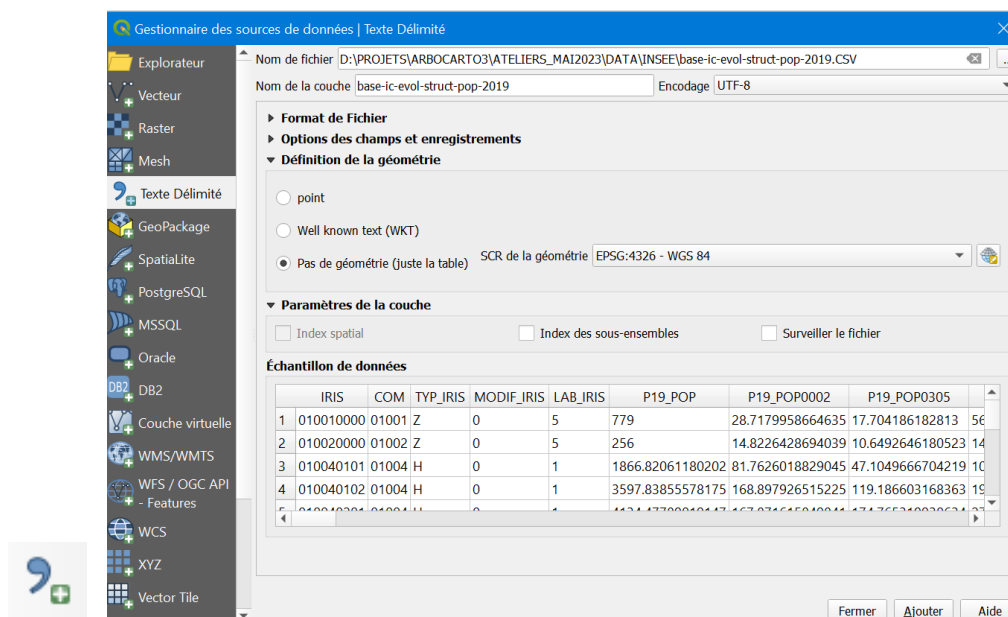 Gestionnaire des sources de données | Texte Délimité
Explorateur
Vecteur
Raster
Mesh
Texte Délimité
GeoPackage
SpatiaLite
PostgreSQL
MSSQL
Oracle
DB2 DB2
Couche virtuelle
WMS/WMTS
WFS / OGC API
- Features
WCS
XYZ
Vector Tile
Nom de fichier D:\PROJETS\ARBOCARTO3\ATELIERS_MAI2023\DATA\INSEE\base-ic-evol-struct-pop-2019.CSV
Nom de la couche base-ic-evol-struct-pop-2019 Encodage UTF-8
Format de Fichier
Options des champs et enregistrements
Définition de la géométrie
point
Well known text (WKT)
Pas de géométrie (juste la table) SCR de la géométrie EPSG:4326 - WGS 84
Paramètres de la couche
Index spatial Index des sous-ensembles Surveiller le fichier
Échantillon de données
IRIS COM TYP_IRIS MODIF_IRIS LAB_IRIS P19_POP P19_POP0002 P19_POP0305
1 010010000 01001 Z 0 5 779 28.7179958664635 17.704186182813 56
2 010020000 01002 Z 0 5 256 14.8226428694039 10.6492646180523 14
3 010040101 01004 H 0 1 1866.82061180202 81.7626018829045 47.1049666704219 10
4 010040102 01004 H 0 1 3597.83855578175 168.897926515225 119.186603168363 19
Fermer Ajouter Aide